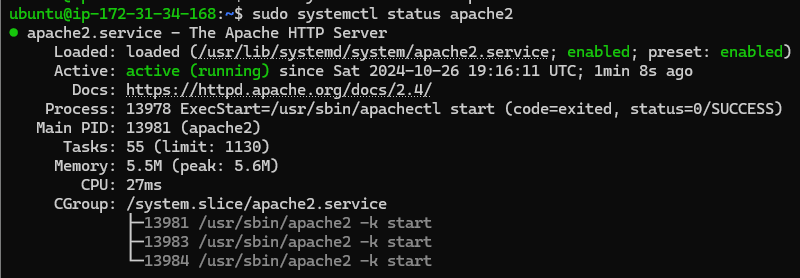 ubuntu@ip-172-31-34-168:~$ sudo systemctl status apache2
● apache2.service - The Apache HTTP Server
Loaded: loaded (/usr/lib/systemd/system/apache2.service; enabled; preset: enabled)
Active: active (running) since Sat 2024-10-26 19:16:11 UTC; 1min 8s ago
Docs: https://httpd.apache.org/docs/2.4/
Process: 13978 ExecStart=/usr/sbin/apachectl start (code=exited, status=0/SUCCESS)
Main PID: 13981 (apache2)
Tasks: 55 (limit: 1130)
Memory: 5.5M (peak: 5.6M)
CPU: 27ms
CGroup: /system.slice/apache2.service
├─13981 /usr/sbin/apache2 -k start
├─13983 /usr/sbin/apache2 -k start
└─13984 /usr/sbin/apache2 -k start